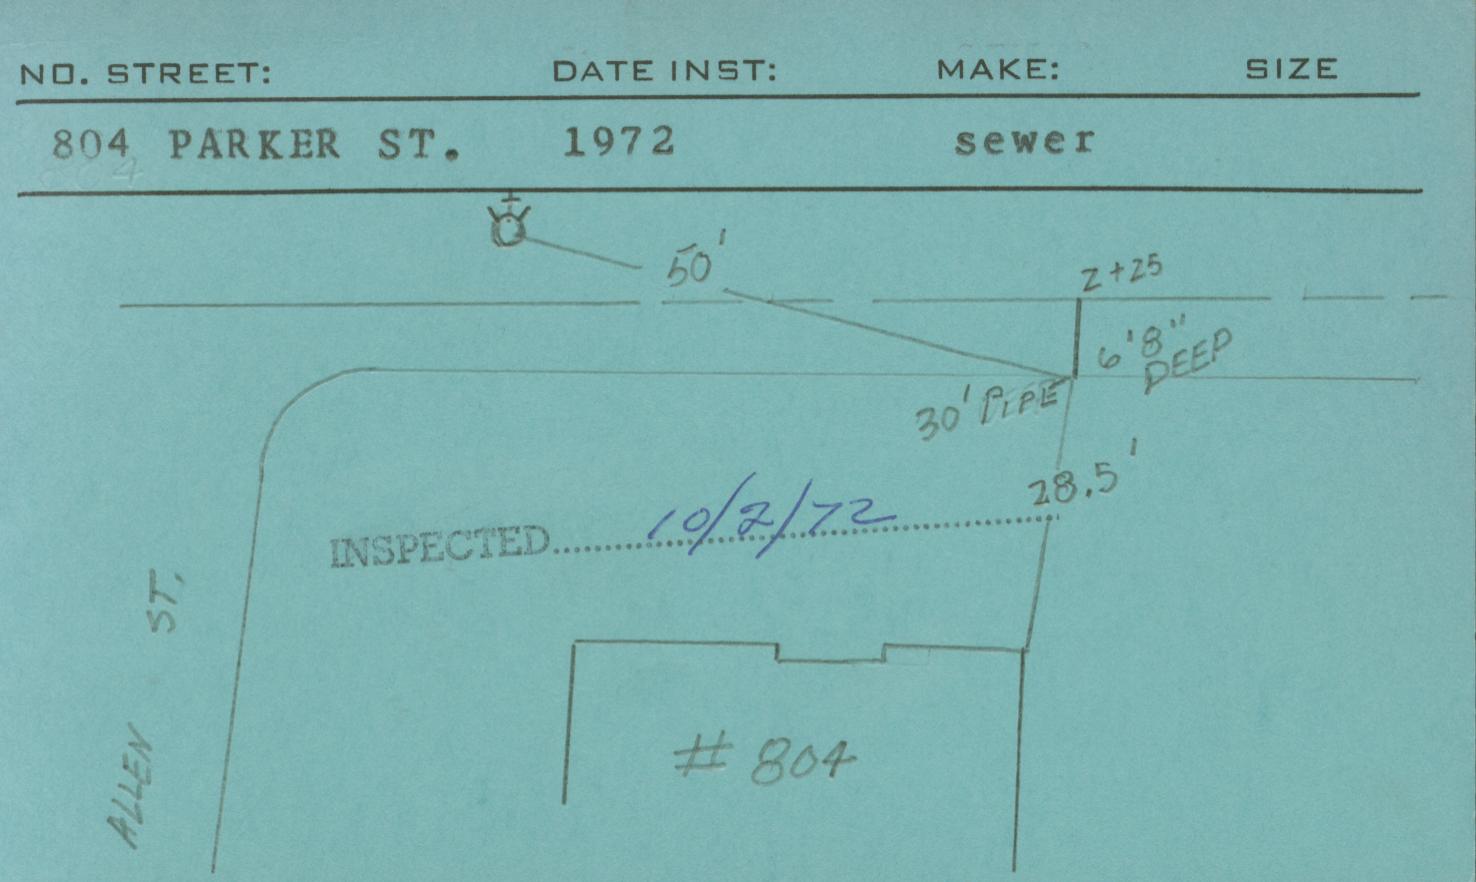 NO. STREET: DATE INST: MAKE: SIZE
804 PARKER ST. 1972 sewer
804
50'
2+25
6'8"
DEEP
30' PIPE
28.5'
INSPECTED 10/2/72
ALLEN ST.
# 804